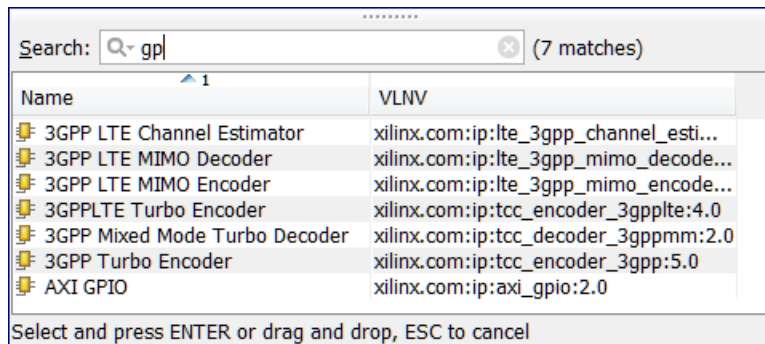 Search: gp (7 matches)
1
Name VLNV
3GPP LTE Channel Estimator xilinx.com:ip:lte_3gpp_channel_esti...
3GPP LTE MIMO Decoder xilinx.com:ip:lte_3gpp_mimo_decode...
3GPP LTE MIMO Encoder xilinx.com:ip:lte_3gpp_mimo_encode...
3GPPLTE Turbo Encoder xilinx.com:ip:tcc_encoder_3gpplte:4.0
3GPP Mixed Mode Turbo Decoder xilinx.com:ip:tcc_decoder_3gppmm:2.0
3GPP Turbo Encoder xilinx.com:ip:tcc_encoder_3gpp:5.0
AXI GPIO xilinx.com:ip:axi_gpio:2.0
Select and press ENTER or drag and drop, ESC to cancel